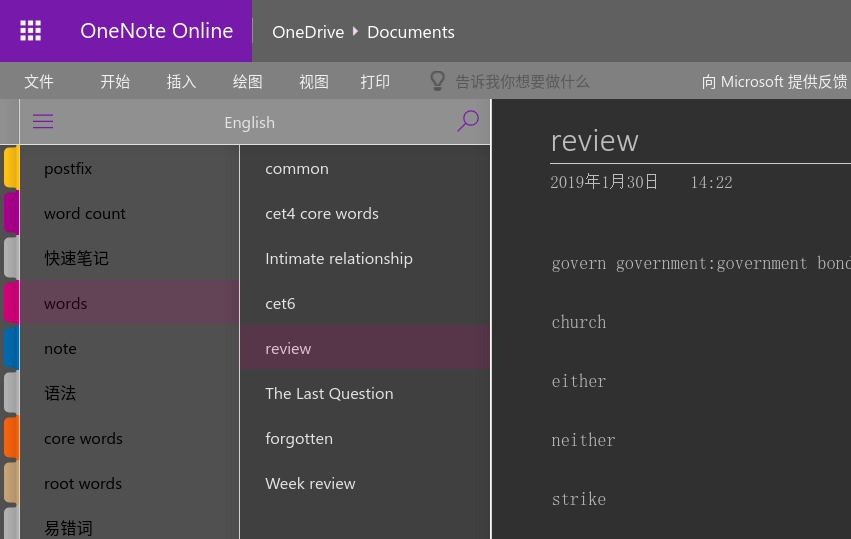 OneNote Online OneDrive Documents
文件 开始 插入 绘图 视图 打印 告诉我你想要做什么 向 Microsoft 提供反馈
English
postfix
word count
快速笔记
words
note
语法
core words
root words
易错词
common
cet4 core words
Intimate relationship
cet6
review
The Last Question
forgotten
Week review
review
2019年1月30日 14:22
govern government:government bond
church
either
neither
strike